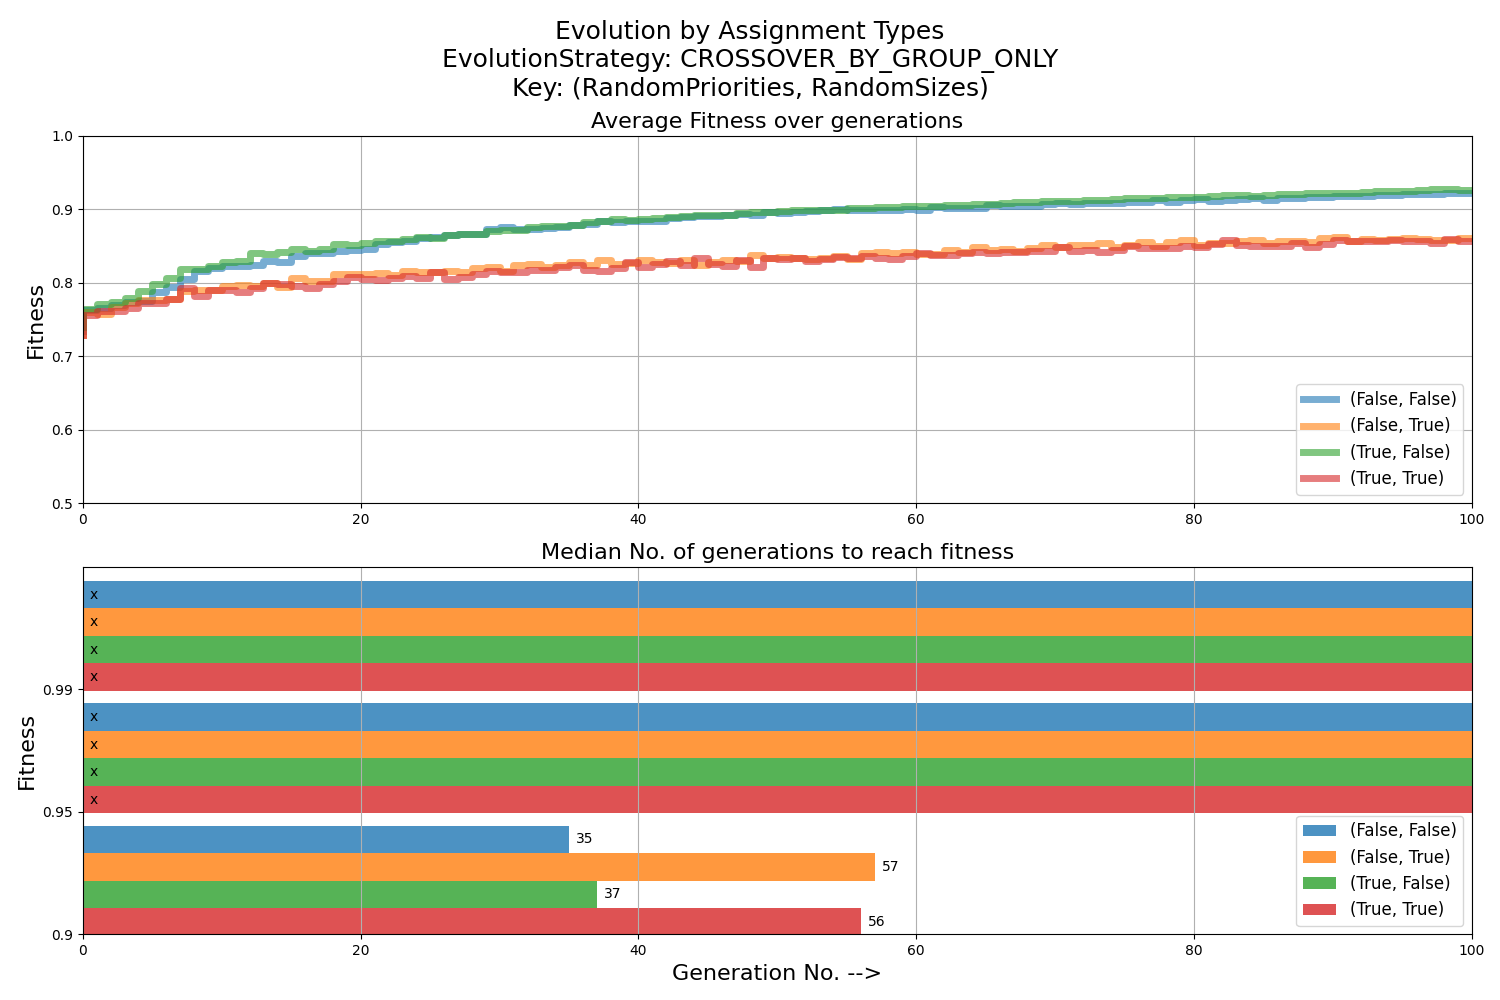 Evolution by Assignment Types
EvolutionStrategy: CROSSOVER_BY_GROUP_ONLY
Key: (RandomPriorities, RandomSizes)
Average Fitness over generations
Fitness
1.0
0.9
0.8
0.7
0.6
0.5
0
20
40
60
80
100
(False, False)
(False, True)
(True, False)
(True, True)
Median No. of generations to reach fitness
Fitness
x
x
x
x
0.99
x
x
x
x
0.95
35
57
37
56
0.9
(False, False)
(False, True)
(True, False)
(True, True)
0
20
40
60
80
100
Generation No. -->